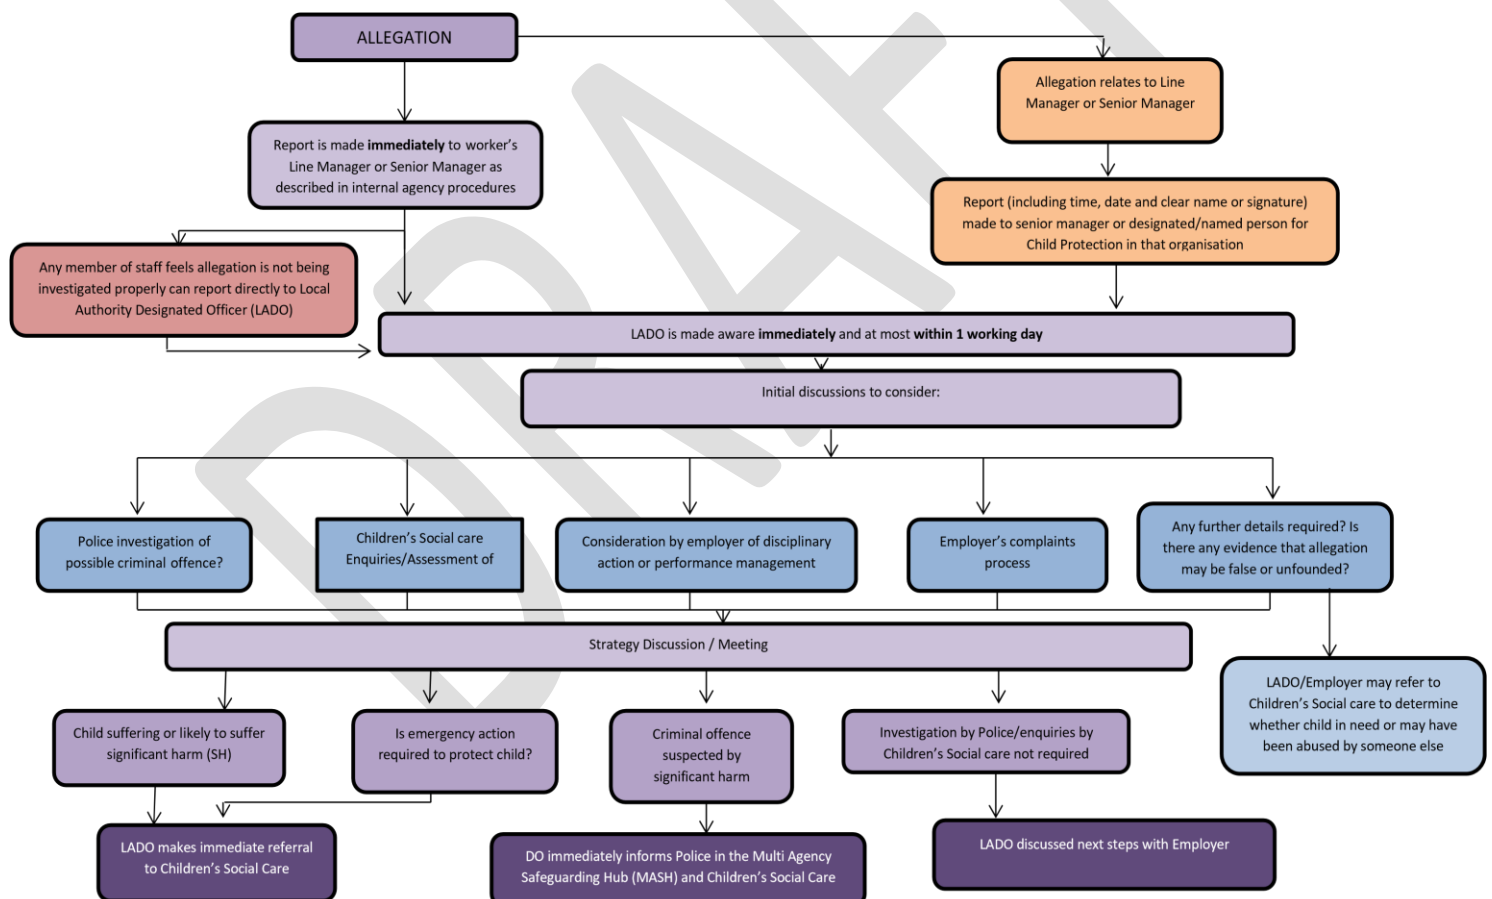 ALLEGATION
Allegation relates to Line
Manager or Senior Manager
Report is made immediately to worker's
Line Manager or Senior Manager as
described in internal agency procedures
Report (including time, date and clear name or signature)
made to senior manager or designated/named person for
Child Protection in that organisation
Any member of staff feels allegation is not being
investigated properly can report directly to Local
Authority Designated Officer (LADO)
LADO is made aware immediately and at most within 1 working day
Initial discussions to consider:
Police investigation of
possible criminal offence?
Children's Social care
Enquiries/Assessment of
Consideration by employer of disciplinary
action or performance management
Employer's complaints
process
Any further details required? Is
there any evidence that allegation
may be false or unfounded?
Strategy Discussion / Meeting
LADO/Employer may refer to
Children's Social care to determine
whether child in need or may have
been abused by someone else
Child suffering or likely to suffer
significant harm (SH)
Is emergency action
required to protect child?
Criminal offence
suspected by
significant harm
Investigation by Police/enquiries by
Children's Social care not required
LADO makes immediate referral
to Children's Social Care
DO immediately informs Police in the Multi Agency
Safeguarding Hub (MASH) and Children's Social Care
LADO discussed next steps with Employer
DRAFT